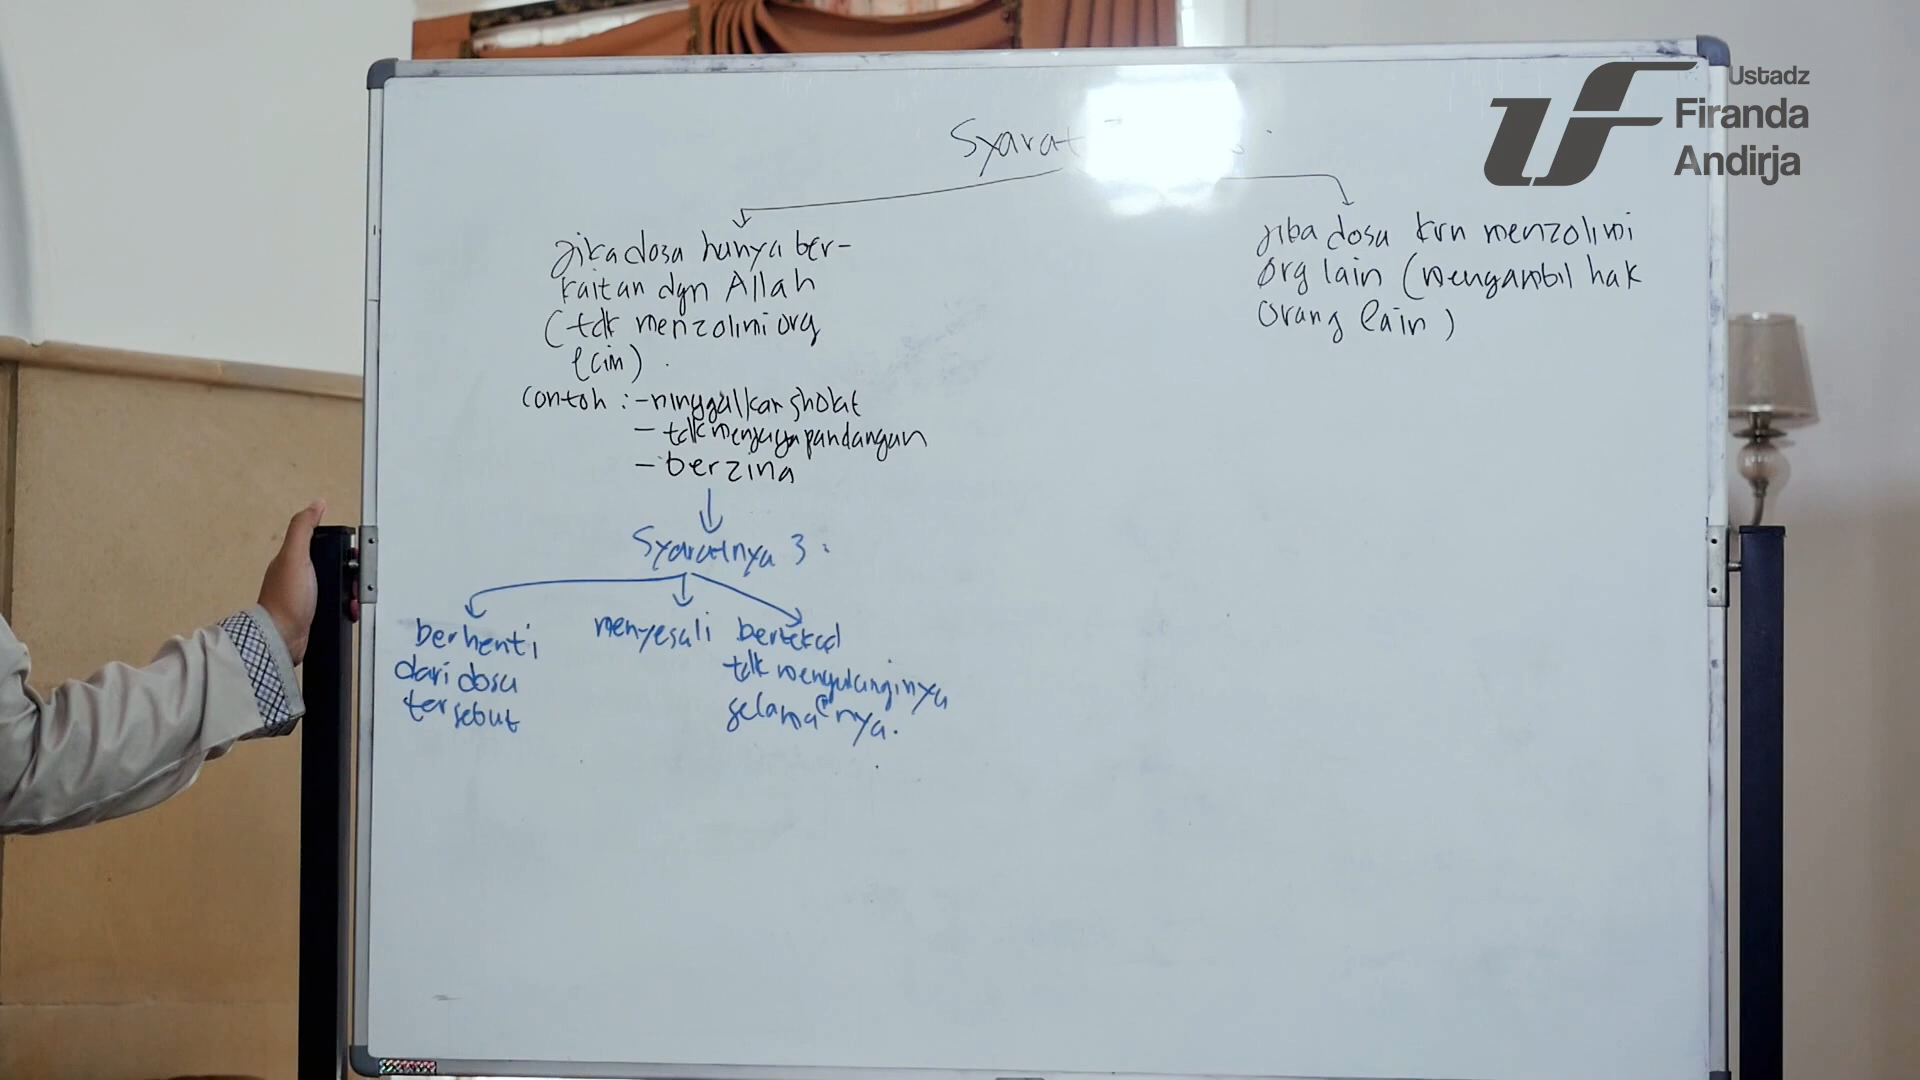 Syarat
jika dosa hanya ber-
kaitan dgn Allah
(tdk menzolimi org
lain)
contoh : - ninggalkan sholat
- tdk menjaga pandangan
- berzina
Syaratnya 3 :
berhenti
dari dosa
tersebut
menyesali
bertekad
tdk mengulanginya
selama²nya.
jika dosa krn menzolimi
org lain (mengambil hak
orang lain)
Ustadz
Firanda
Andirja